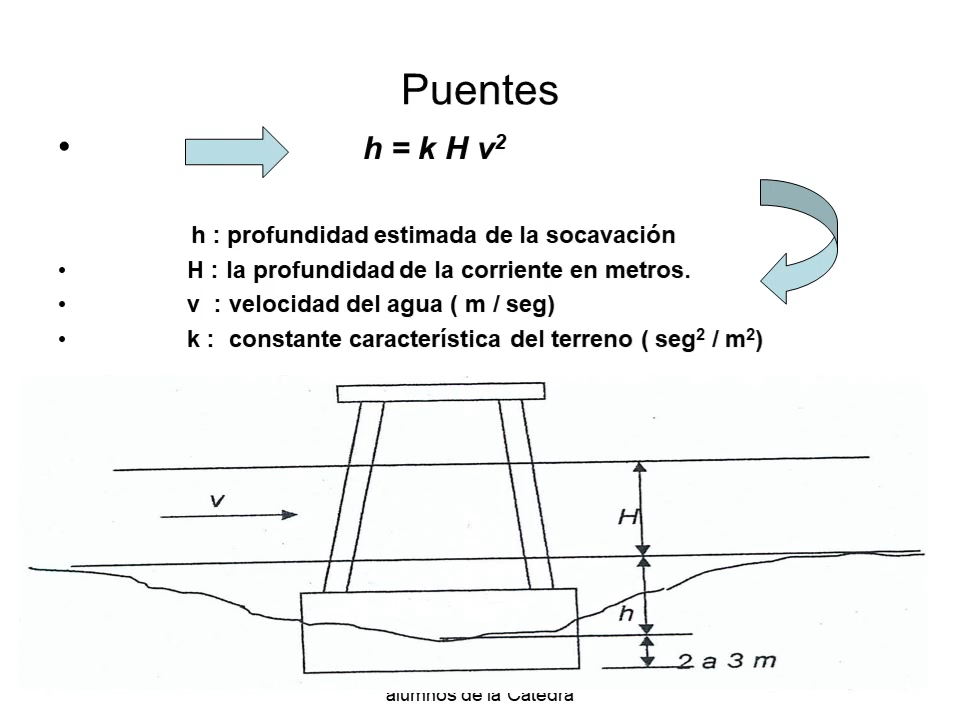 Puentes
• h = k H v²
h : profundidad estimada de la socavación
• H : la profundidad de la corriente en metros.
• v : velocidad del agua ( m / seg)
• k : constante característica del terreno ( seg² / m²)
v
H
h
2 a 3 m
alumnos de la Catedra